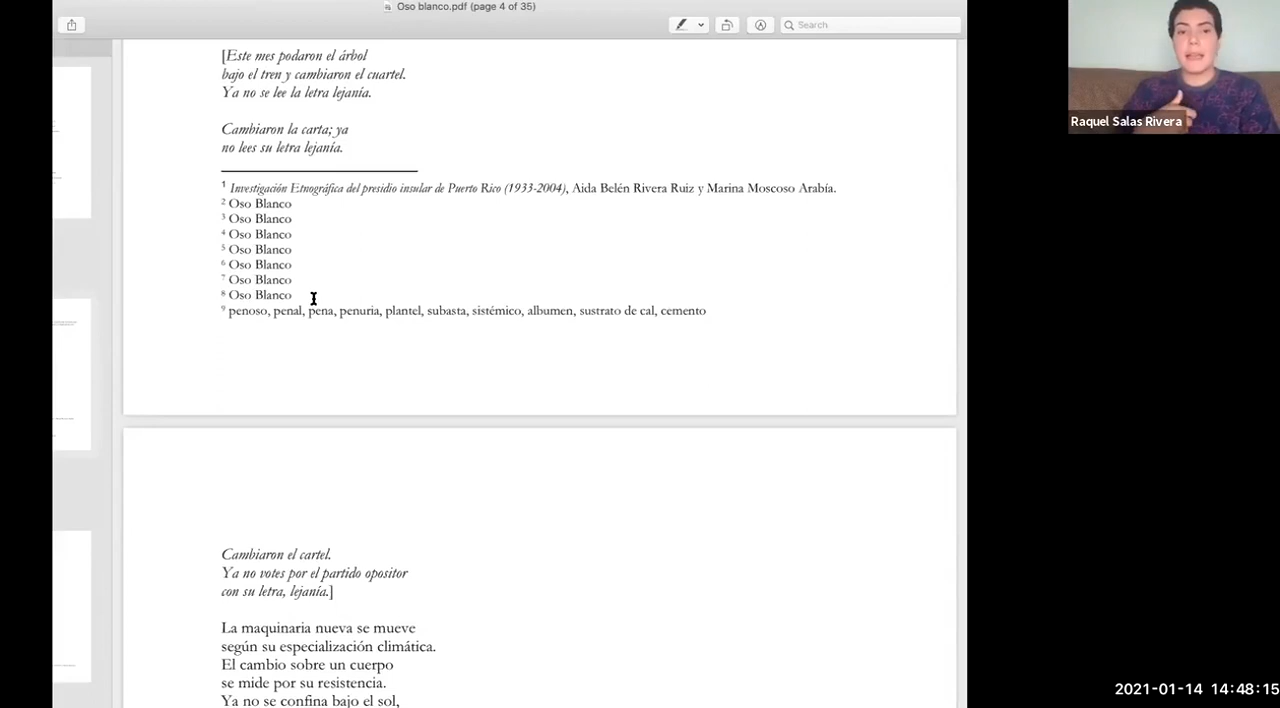 Oso blanco.pdf (page 4 of 35)
Search
[Este mes podaron el árbol
bajo el tren y cambiaron el cuartel.
Ya no se lee la letra lejanía.
Cambiaron la carta; ya
no lees su letra lejanía.
1 Investigación Etnográfica del presidio insular de Puerto Rico (1933-2004), Aida Belén Rivera Ruiz y Marina Moscoso Arabía.
2 Oso Blanco
3 Oso Blanco
4 Oso Blanco
5 Oso Blanco
6 Oso Blanco
7 Oso Blanco
8 Oso Blanco
9 penoso, penal, pena, penuria, plantel, subasta, sistémico, albumen, sustrato de cal, cemento
Cambiaron el cartel.
Ya no votes por el partido opositor
con su letra, lejanía.]
La maquinaria nueva se mueve
según su especialización climática.
El cambio sobre un cuerpo
se mide por su resistencia.
Ya no se confina bajo el sol,
Raquel Salas Rivera
2021-01-14 14:48:15